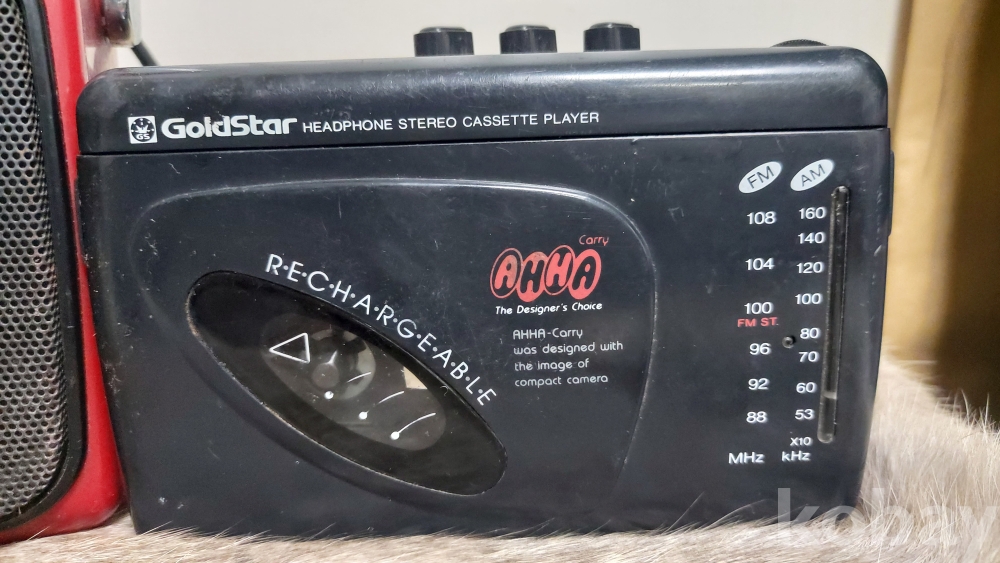 GS
GoldStar HEADPHONE STEREO CASSETTE PLAYER
FM AM
108 160
140
104 120
100 100
FM ST.
80
96 70
92 60
88 53
X10
MHz kHz
R·E·C·H·A·R·G·E·A·B·L·E
Carry
AHHA
The Designer's Choice
AHHA-Carry
was designed with
the image of
compact camera
kobay